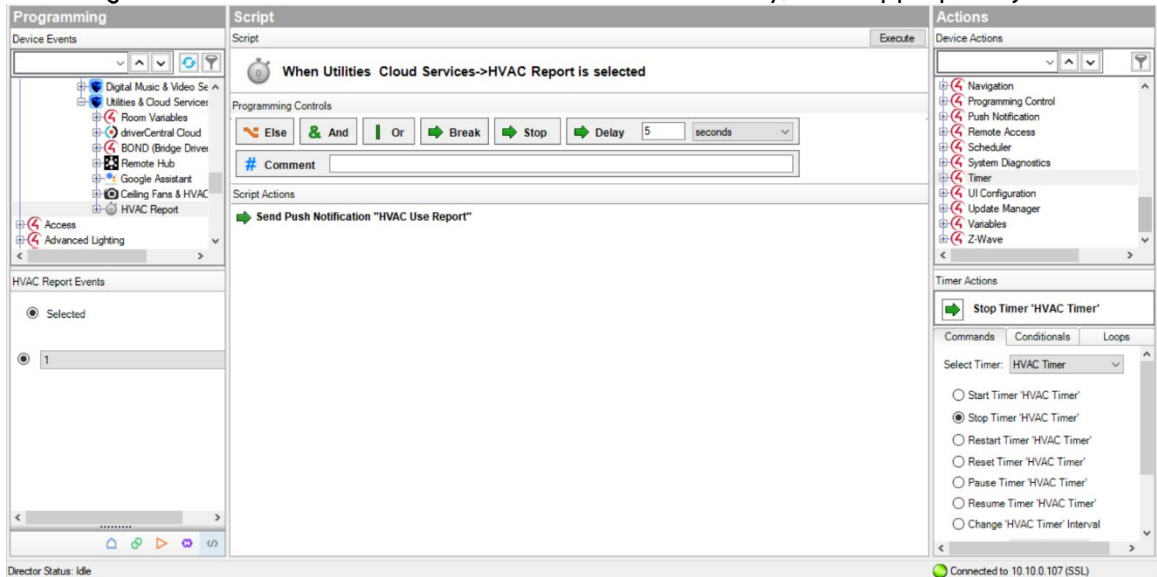 Programming
Device Events
Digital Music & Video Se
Utilities & Cloud Services
Room Variables
driverCentral Cloud
BOND (Bridge Driver
Remote Hub
Google Assistant
Ceiling Fans & HVAC
HVAC Report
Access
Advanced Lighting
HVAC Report Events
Selected
1
Director Status: Idle
Script
Script
Execute
When Utilities Cloud Services->HVAC Report is selected
Programming Controls
Else
And
Or
Break
Stop
Delay
5
seconds
# Comment
Script Actions
Send Push Notification "HVAC Use Report"
Actions
Device Actions
Navigation
Programming Control
Push Notification
Remote Access
Scheduler
System Diagnostics
Timer
UI Configuration
Update Manager
Variables
Z-Wave
Timer Actions
Stop Timer 'HVAC Timer'
Commands
Conditionals
Loops
Select Timer: HVAC Timer
Start Timer 'HVAC Timer'
Stop Timer 'HVAC Timer'
Restart Timer 'HVAC Timer'
Reset Timer 'HVAC Timer'
Pause Timer 'HVAC Timer'
Resume Timer 'HVAC Timer'
Change 'HVAC Timer' Interval
Connected to 10.10.0.107 (SSL)